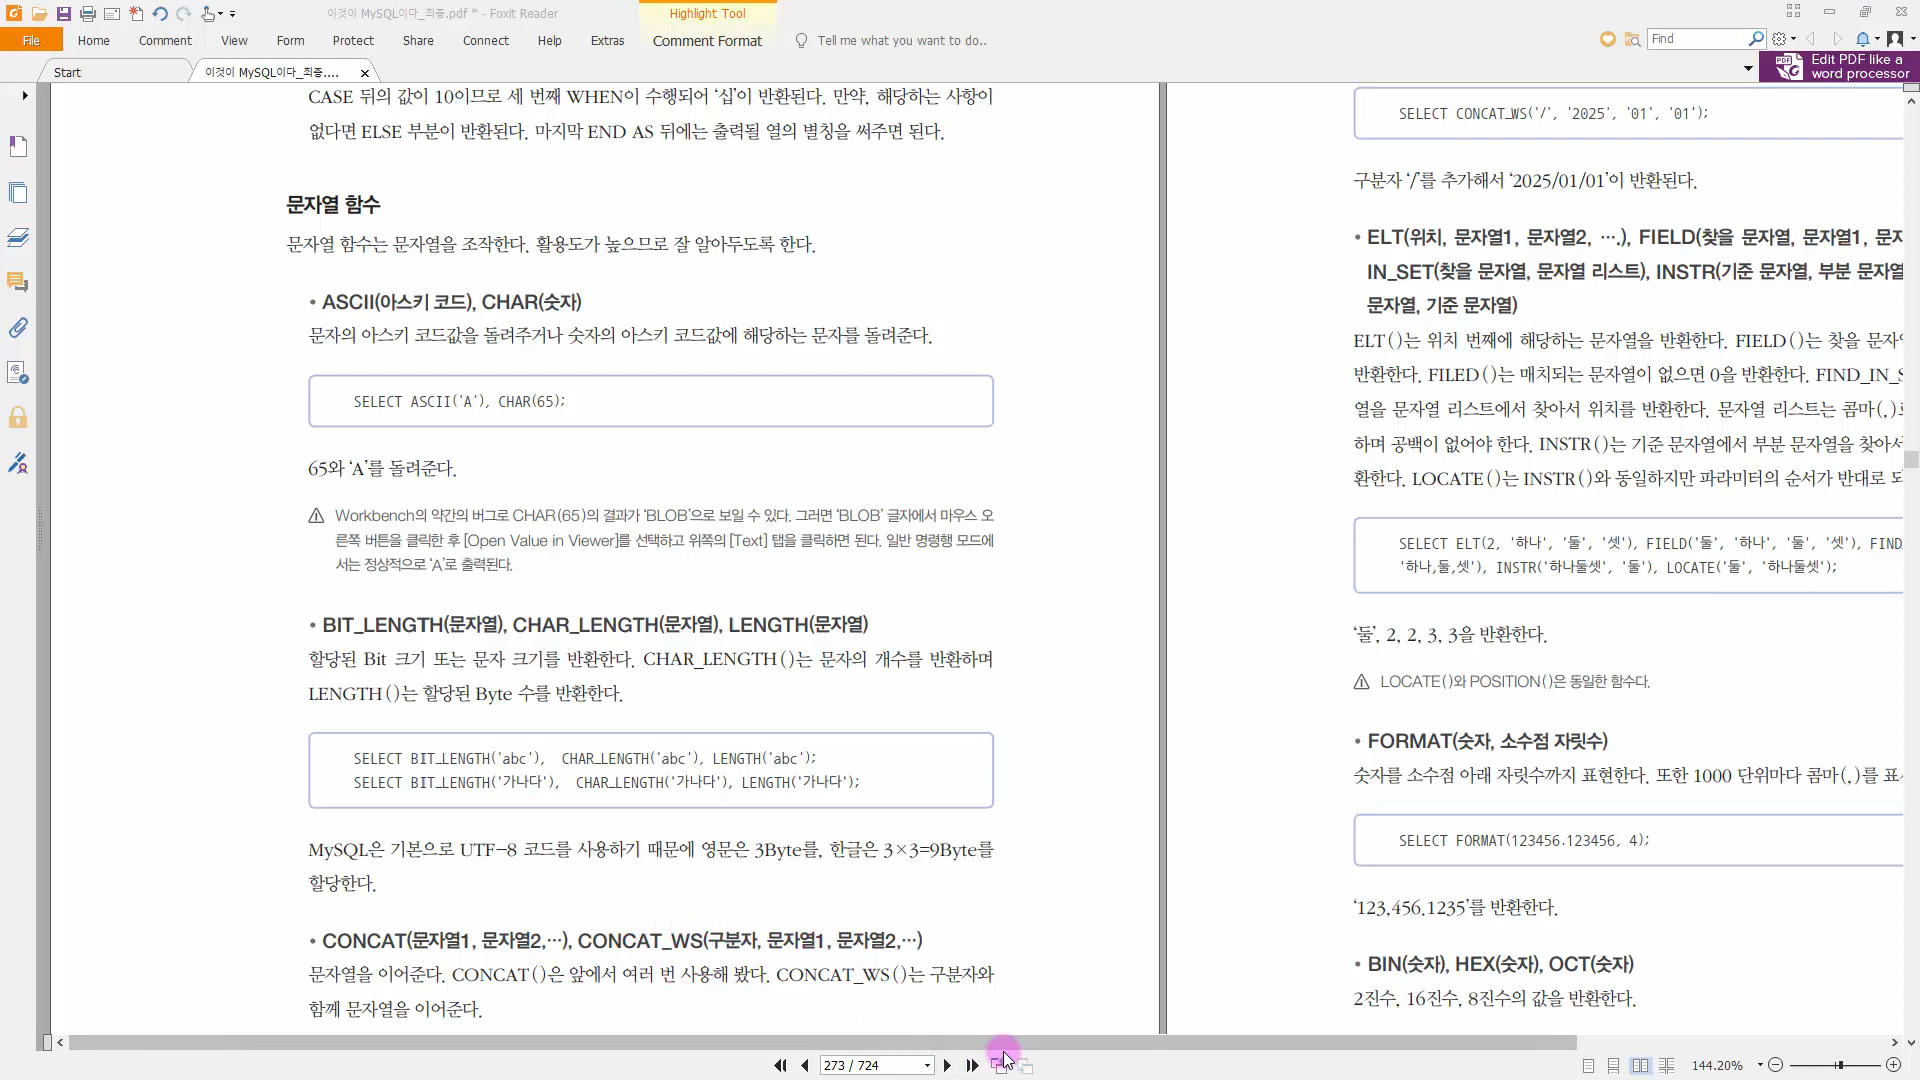 이것이 MySQL이다_최종.pdf * - Foxit Reader
Highlight Tool
File
Home
Comment
View
Form
Protect
Share
Connect
Help
Extras
Comment Format
Tell me what you want to do..
Find
Start
이것이 MySQL이다_최종....
Edit PDF like a
word processor
CASE 뒤의 값이 10이므로 세 번째 WHEN이 수행되어 ‘십’이 반환된다. 만약, 해당하는 사항이
없다면 ELSE 부분이 반환된다. 마지막 END AS 뒤에는 출력될 열의 별칭을 써주면 된다.
문자열 함수
문자열 함수는 문자열을 조작한다. 활용도가 높으므로 잘 알아두도록 한다.
• ASCII(아스키 코드), CHAR(숫자)
문자의 아스키 코드값을 돌려주거나 숫자의 아스키 코드값에 해당하는 문자를 돌려준다.
SELECT ASCII('A'), CHAR(65);
65와 ‘A’를 돌려준다.
Workbench의 약간의 버그로 CHAR(65)의 결과가 ‘BLOB’으로 보일 수 있다. 그러면 ‘BLOB’ 글자에서 마우스 오
른쪽 버튼을 클릭한 후 [Open Value in Viewer]를 선택하고 위쪽의 [Text] 탭을 클릭하면 된다. 일반 명령행 모드에
서는 정상적으로 ‘A’로 출력된다.
• BIT_LENGTH(문자열), CHAR_LENGTH(문자열), LENGTH(문자열)
할당된 Bit 크기 또는 문자 크기를 반환한다. CHAR_LENGTH()는 문자의 개수를 반환하며
LENGTH()는 할당된 Byte 수를 반환한다.
SELECT BIT_LENGTH('abc'), CHAR_LENGTH('abc'), LENGTH('abc');
SELECT BIT_LENGTH('가나다'), CHAR_LENGTH('가나다'), LENGTH('가나다');
MySQL은 기본으로 UTF-8 코드를 사용하기 때문에 영문은 3Byte를, 한글은 3×3=9Byte를
할당한다.
• CONCAT(문자열1, 문자열2,…), CONCAT_WS(구분자, 문자열1, 문자열2,…)
문자열을 이어준다. CONCAT()은 앞에서 여러 번 사용해 봤다. CONCAT_WS()는 구분자와
함께 문자열을 이어준다.
SELECT CONCAT_WS('/', '2025', '01', '01');
구분자 ‘/’를 추가해서 ‘2025/01/01’이 반환된다.
• ELT(위치, 문자열1, 문자열2, …), FIELD(찾을 문자열, 문자열1, 문자
IN_SET(찾을 문자열, 문자열 리스트), INSTR(기준 문자열, 부분 문자열
문자열, 기준 문자열)
ELT()는 위치 번째에 해당하는 문자열을 반환한다. FIELD()는 찾을 문자
반환한다. FILED()는 매치되는 문자열이 없으면 0을 반환한다. FIND_IN_S
열을 문자열 리스트에서 찾아서 위치를 반환한다. 문자열 리스트는 콤마(,)
하며 공백이 없어야 한다. INSTR()는 기준 문자열에서 부분 문자열을 찾아서
환한다. LOCATE()는 INSTR()와 동일하지만 파라미터의 순서가 반대로 되
SELECT ELT(2, '하나', '둘', '셋'), FIELD('둘', '하나', '둘', '셋'), FIND
'하나,둘,셋'), INSTR('하나둘셋', '둘'), LOCATE('둘', '하나둘셋');
‘둘’, 2, 2, 3, 3을 반환한다.
LOCATE()와 POSITION()은 동일한 함수다.
• FORMAT(숫자, 소수점 자릿수)
숫자를 소수점 아래 자릿수까지 표현한다. 또한 1000 단위마다 콤마(,)를 표시
SELECT FORMAT(123456.123456, 4);
‘123,456.1235’를 반환한다.
• BIN(숫자), HEX(숫자), OCT(숫자)
2진수, 16진수, 8진수의 값을 반환한다.
273 / 724
144.20%